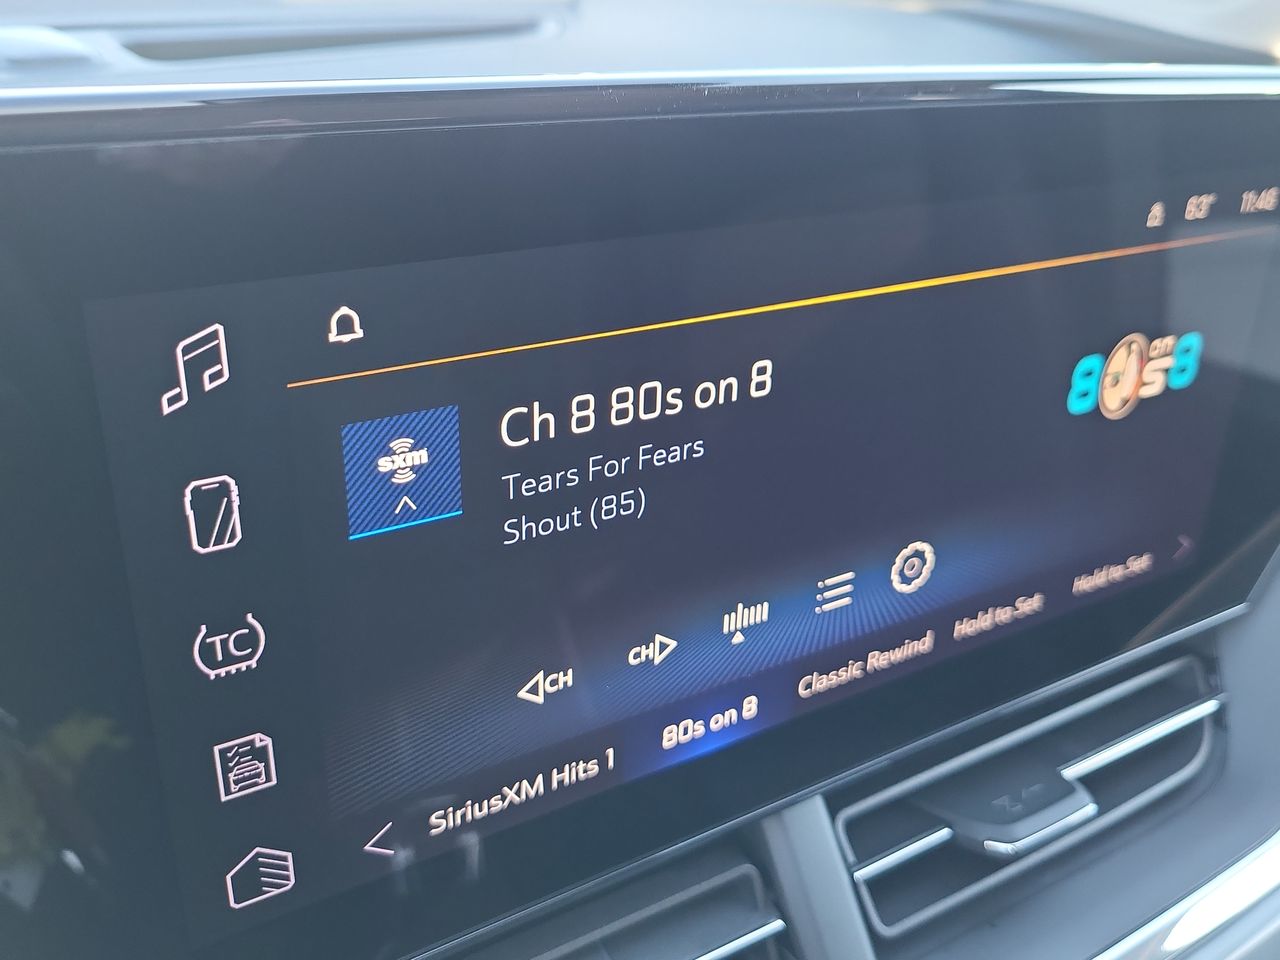 63° 11:46
80s on 8
sxm
Ch 8 80s on 8
Tears For Fears
Shout (85)
TC
CH
CH
SiriusXM Hits 1
80s on 8
Classic Rewind
Hold to Set
Hold to Set